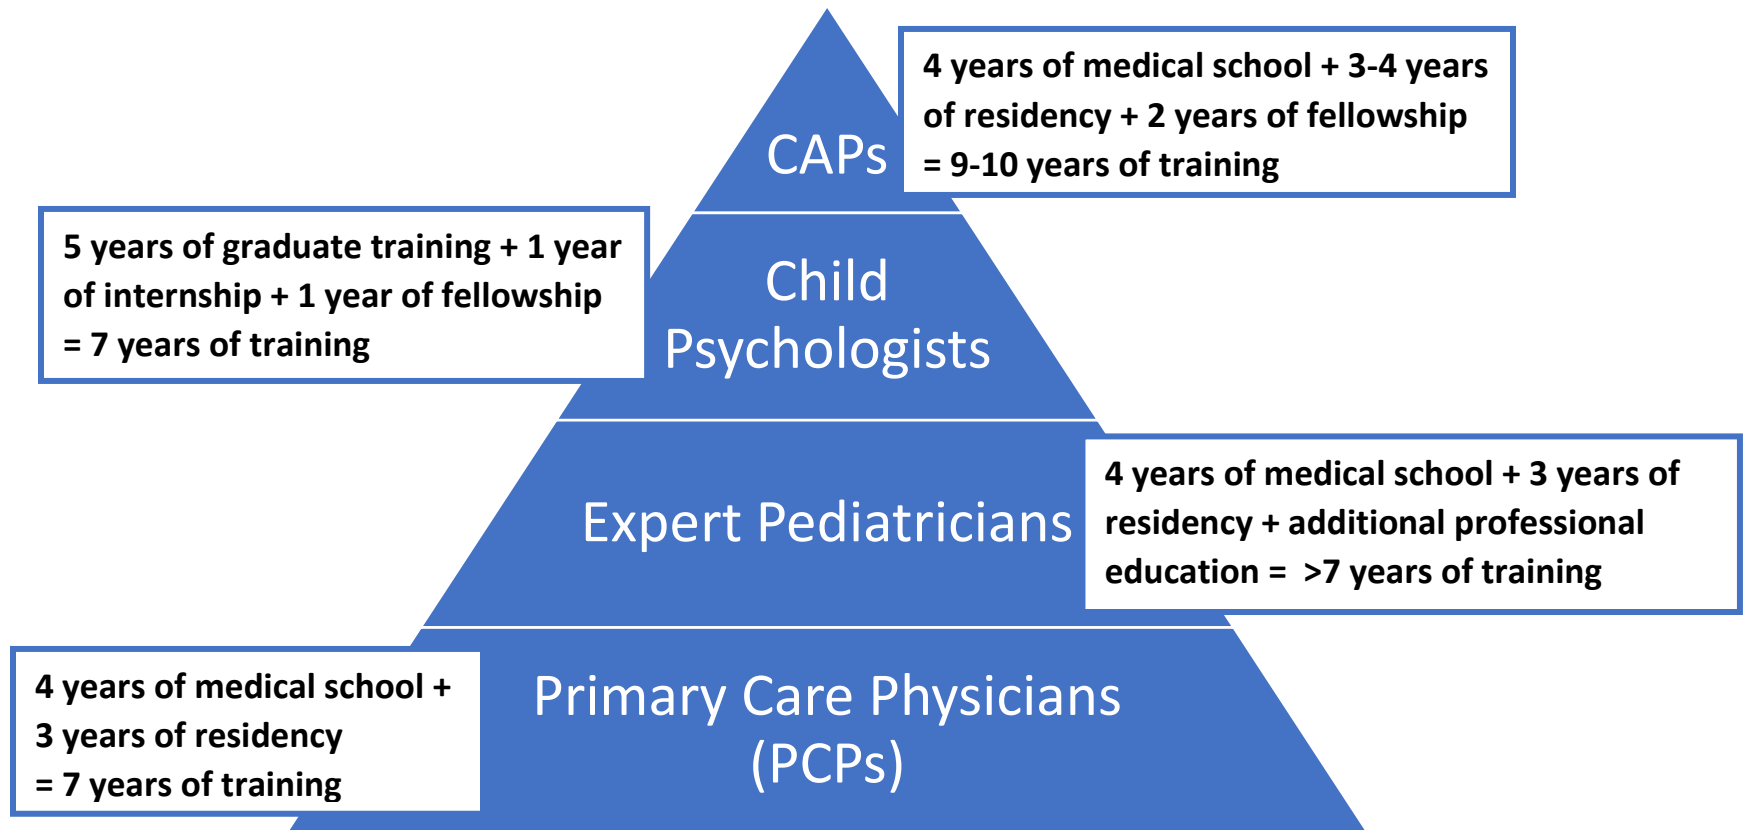 4 years of medical school + 3-4 years
of residency + 2 years of fellowship
= 9-10 years of training
CAPs
5 years of graduate training + 1 year
of internship + 1 year of fellowship
= 7 years of training
Child
Psychologists
4 years of medical school + 3 years of
residency + additional professional
education =  >7 years of training
Expert Pediatricians
4 years of medical school +
3 years of residency
= 7 years of training
Primary Care Physicians
(PCPs)